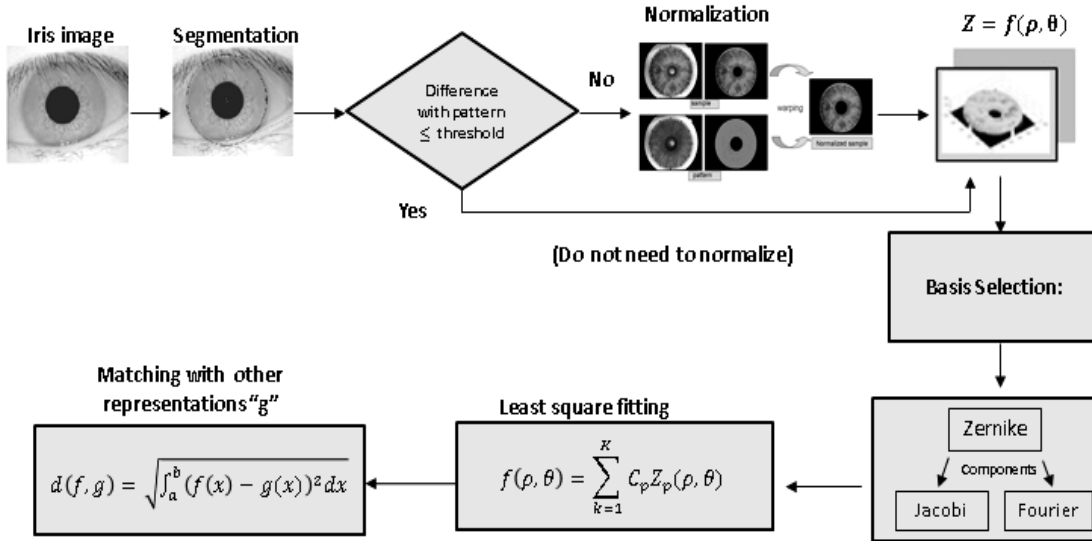 Iris image
Segmentation
Difference
with pattern
≤ threshold
No
Yes
(Do not need to normalize)
Normalization
sample
pattern
warping
Normalized sample
Z = f(ρ, θ)
Basis Selection:
Zernike
Components
Jacobi
Fourier
Least square fitting
f(ρ, θ) = ∑_{k=1}^{K} C_p Z_p(ρ, θ)
Matching with other
representations "g"
d(f, g) = √(∫_a^b (f(x) − g(x))² dx)